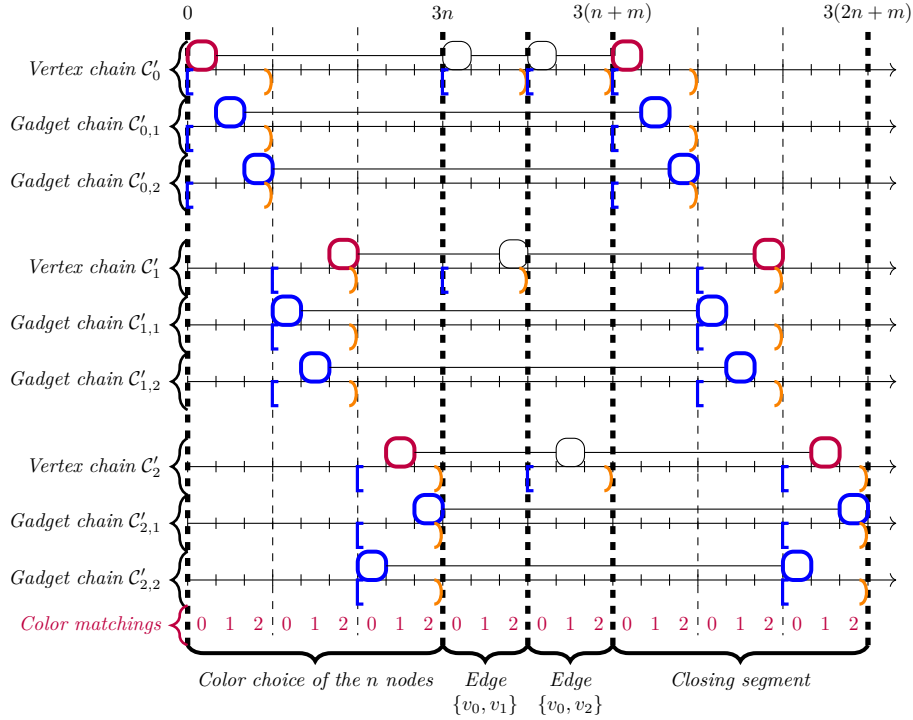 0 3n 3(n + m) 3(2n + m)
Vertex chain C′₀
Gadget chain C′₀,₁
Gadget chain C′₀,₂
Vertex chain C′₁
Gadget chain C′₁,₁
Gadget chain C′₁,₂
Vertex chain C′₂
Gadget chain C′₂,₁
Gadget chain C′₂,₂
Color matchings 0 1 2 0 1 2 0 1 2 0 1 2 0 1 2 0 1 2 0 1 2 0 1 2
Color choice of the n nodes Edge Edge Closing segment
{v₀, v₁} {v₀, v₂}